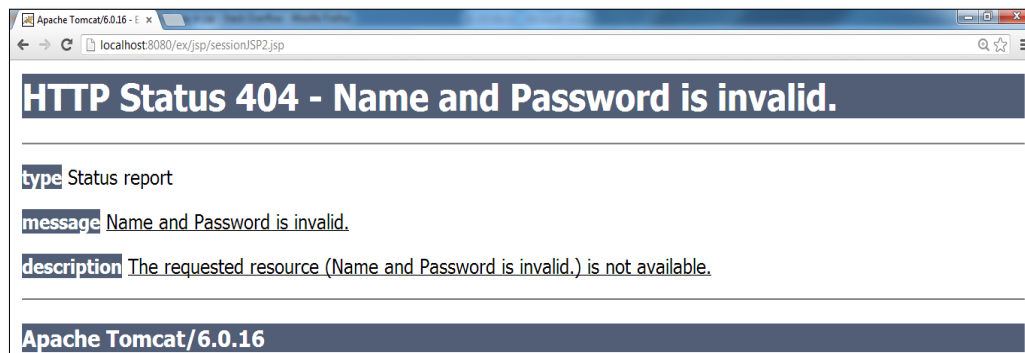 Apache Tomcat/6.0.16 - E
localhost:8080/ex/jsp/sessionJSP2.jsp
HTTP Status 404 - Name and Password is invalid.
type Status report
message Name and Password is invalid.
description The requested resource (Name and Password is invalid.) is not available.
Apache Tomcat/6.0.16